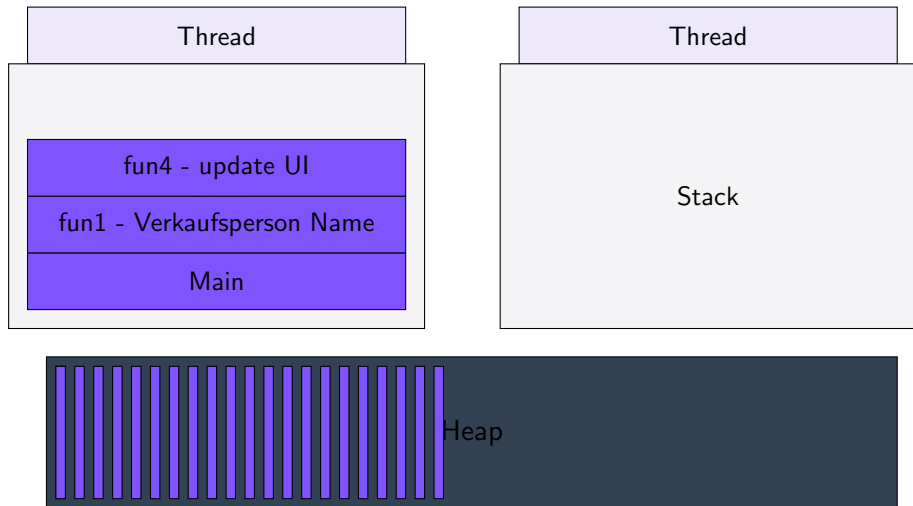 Thread
Thread
fun4 - update UI
fun1 - Verkaufsperson Name
Main
Stack
Heap